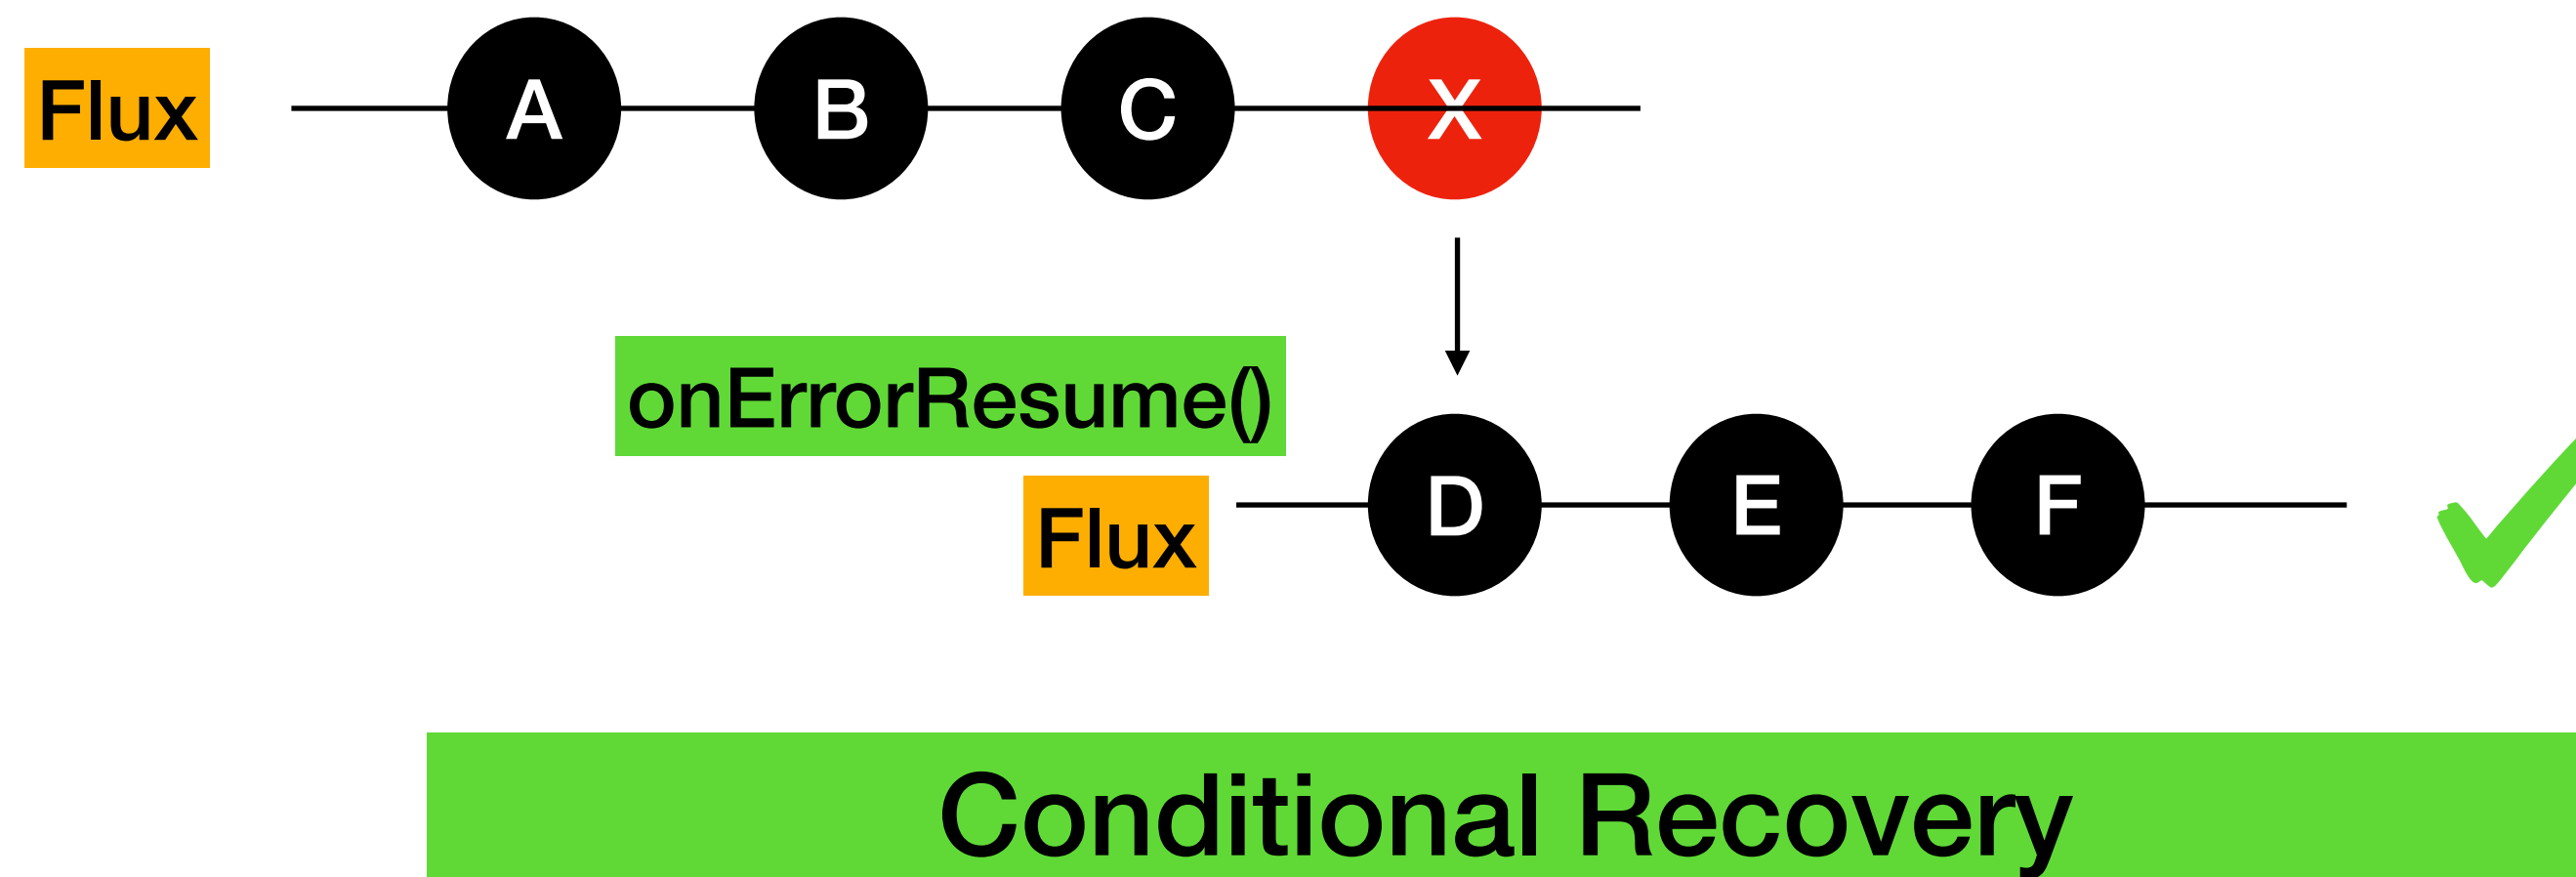 Flux A B C X
onErrorResume()
Flux D E F
Conditional Recovery